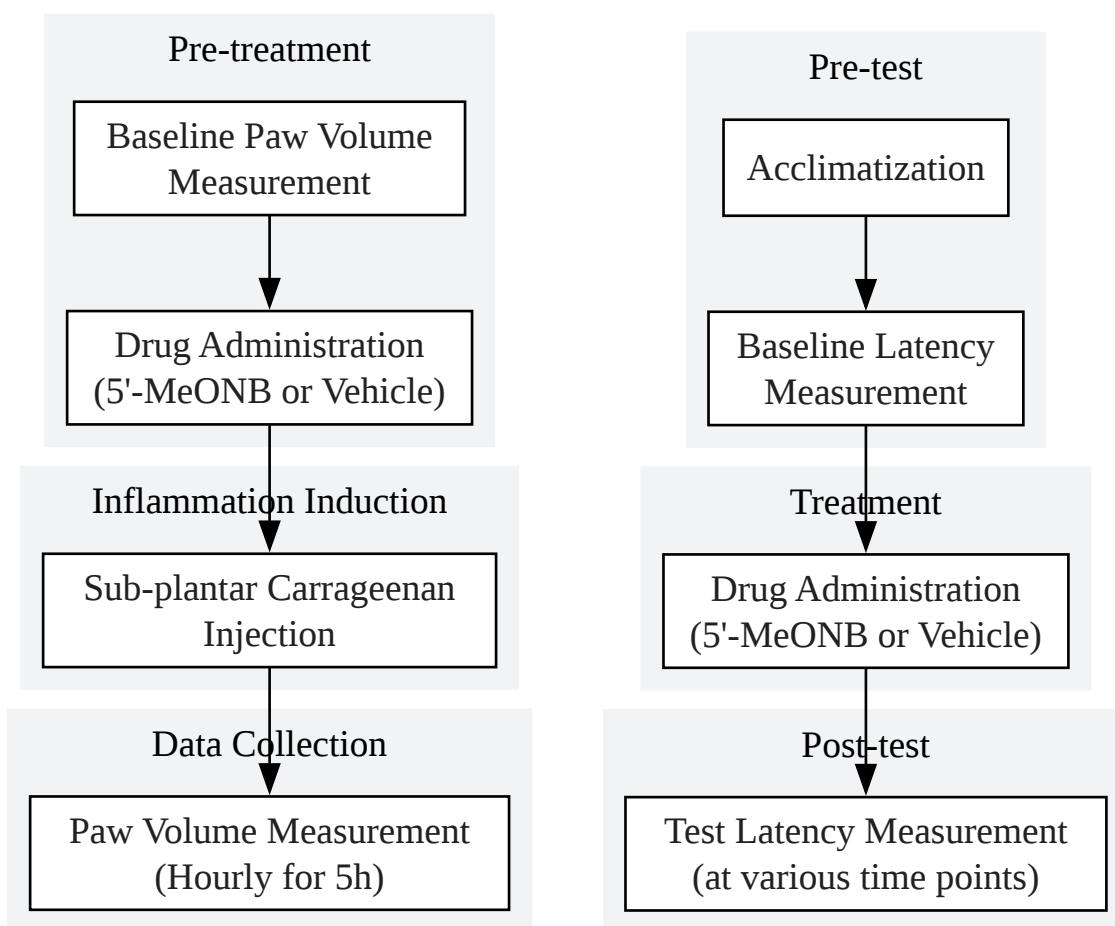 Pre-treatment
Baseline Paw Volume
Measurement
Drug Administration
(5'-MeONB or Vehicle)
Inflammation Induction
Sub-plantar Carrageenan
Injection
Data Collection
Paw Volume Measurement
(Hourly for 5h)
Pre-test
Acclimatization
Baseline Latency
Measurement
Treatment
Drug Administration
(5'-MeONB or Vehicle)
Post-test
Test Latency Measurement
(at various time points)